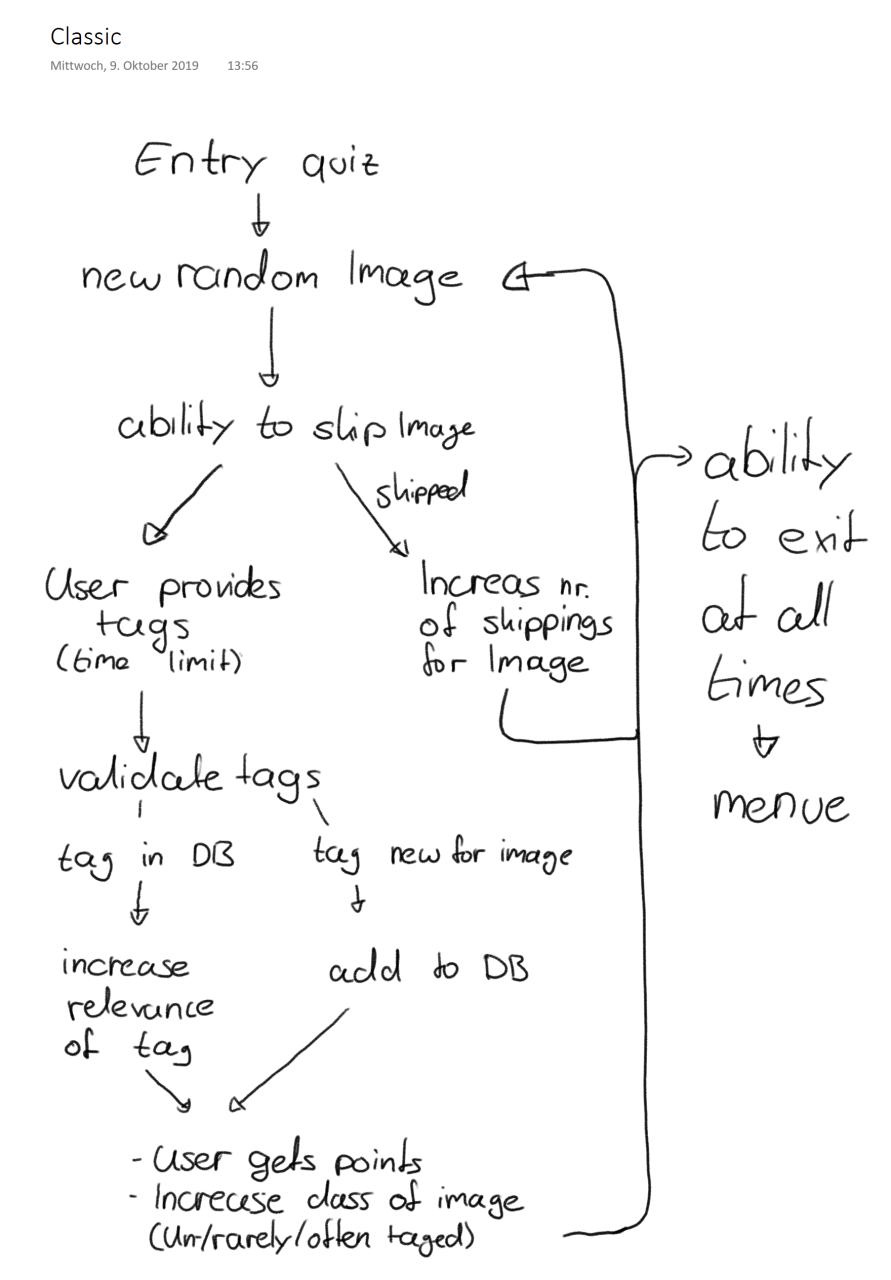 Classic
Mittwoch, 9. Oktober 2019 13:56
Entry quiz
new random Image
ability to skip Image
skipped
User provides
tags
(time limit)
Increas nr.
of skippings
for Image
ability
to exit
at all
times
menue
validate tags
tag in DB
tag new for image
increase
relevance
of tag
add to DB
- User gets points
- Increase class of image
(Un/rarely/often taged)